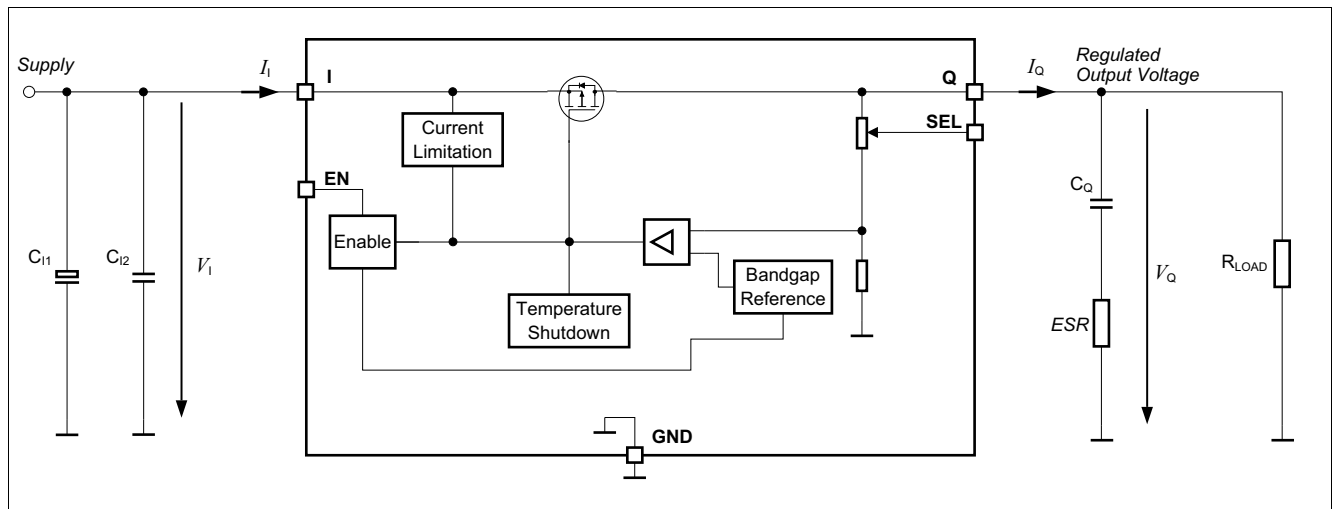 Supply
I_I
I
Q
I_Q
Regulated
Output Voltage
SEL
Current
Limitation
EN
Enable
C_I1
C_I2
V_I
Bandgap
Reference
Temperature
Shutdown
C_Q
V_Q
R_LOAD
ESR
GND